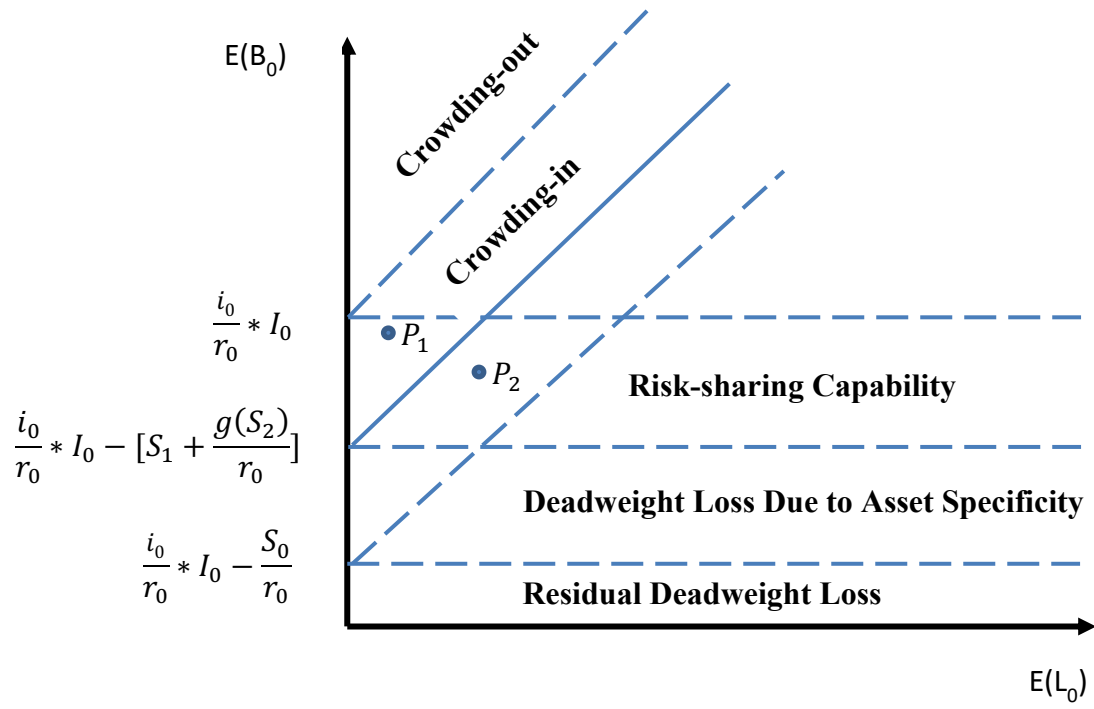 E(B₀)
Crowding-out
Crowding-in
i₀/r₀ * I₀
P₁
P₂
Risk-sharing Capability
i₀/r₀ * I₀ − [S₁ + g(S₂)/r₀]
Deadweight Loss Due to Asset Specificity
i₀/r₀ * I₀ − S₀/r₀
Residual Deadweight Loss
E(L₀)